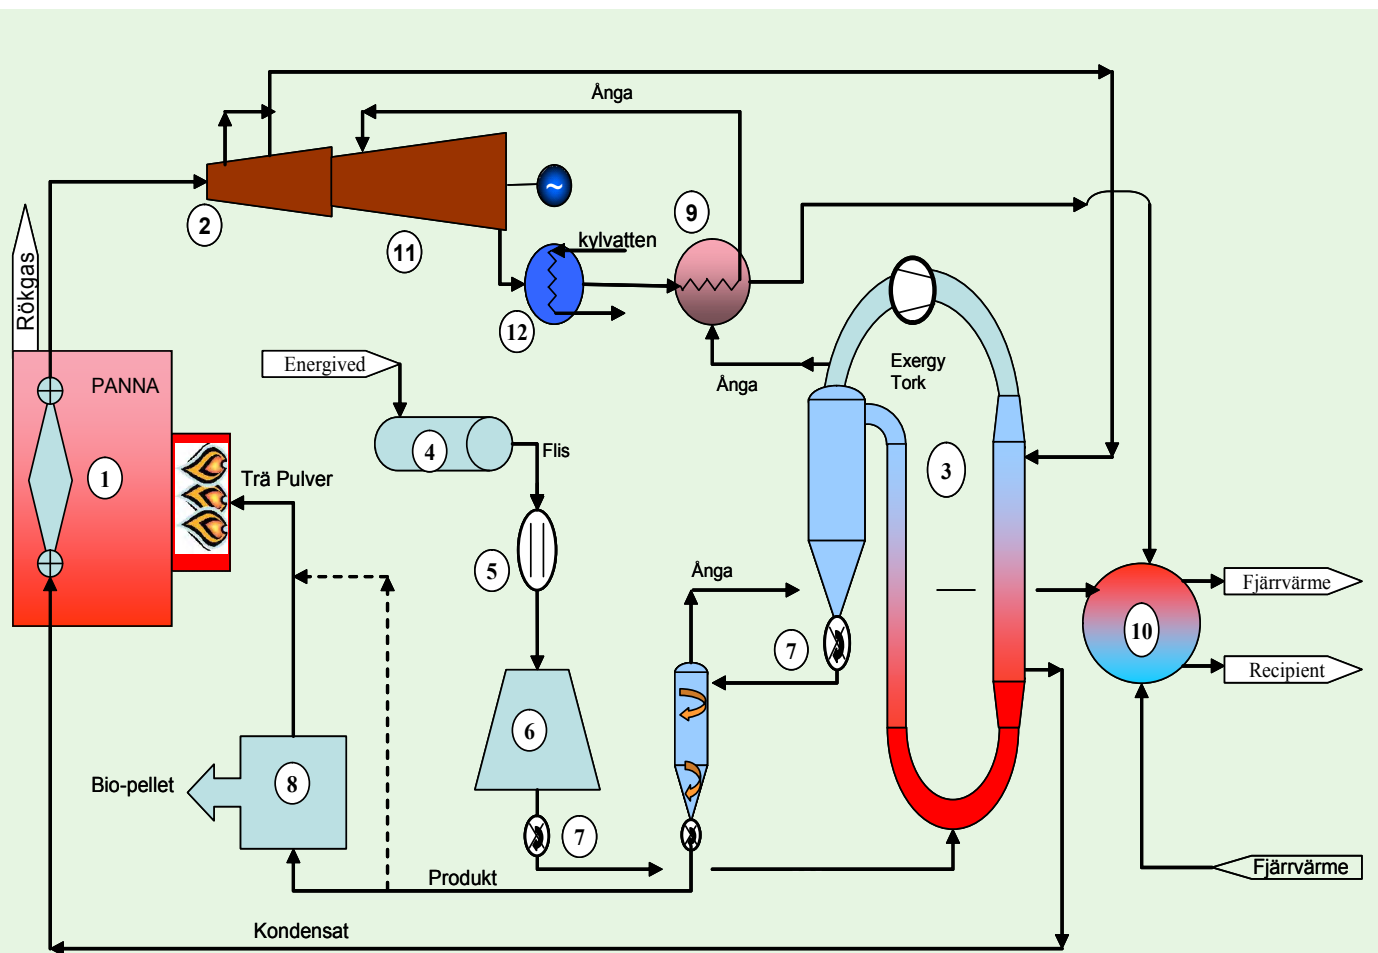 Ånga
2
~
9
11
kylvatten
Rökgas
12
Energived
Exergy
Tork
Ånga
PANNA
4
Flis
3
1
Trä Pulver
5
Ånga
Fjärrvärme
10
7
Recipient
6
Bio-pellet
8
7
Produkt
Fjärrvärme
Kondensat